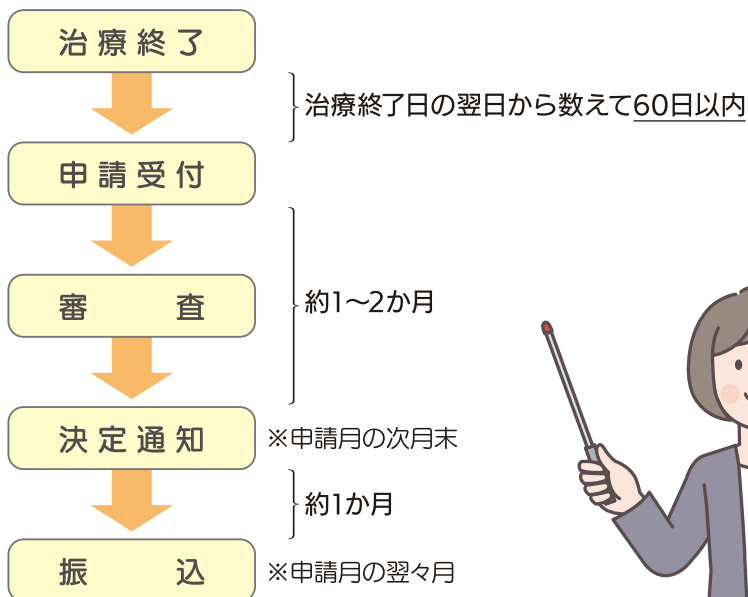 治療終了
治療終了日の翌日から数えて60日以内
申請受付
約1〜2か月
審査
決定通知 ※申請月の次月末
約1か月
振込 ※申請月の翌々月